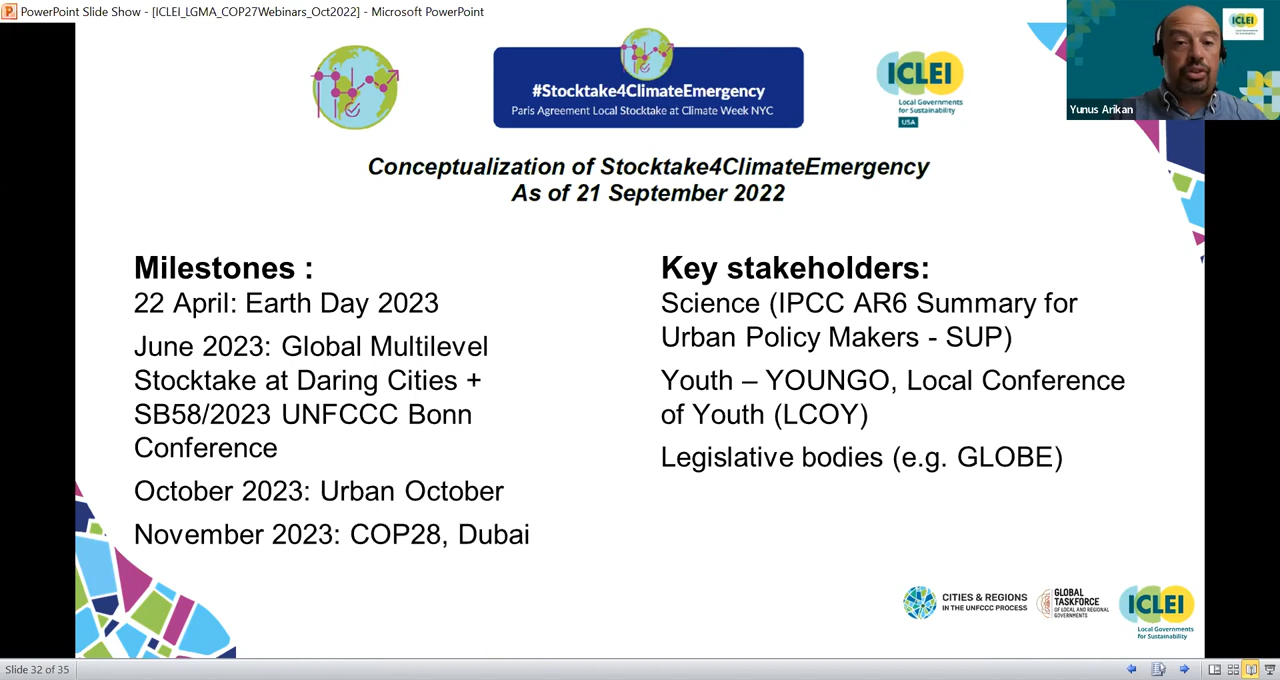 PowerPoint Slide Show - [ICLEI_LGMA_COP27Webinars_Oct2022] - Microsoft PowerPoint
#Stocktake4ClimateEmergency
Paris Agreement Local Stocktake at Climate Week NYC
ICLEI
Local Governments
for Sustainability
USA
ICLEI
Yunus Arikan
Conceptualization of Stocktake4ClimateEmergency
As of 21 September 2022
Milestones :
22 April: Earth Day 2023
June 2023: Global Multilevel
Stocktake at Daring Cities +
SB58/2023 UNFCCC Bonn
Conference
October 2023: Urban October
November 2023: COP28, Dubai
Key stakeholders:
Science (IPCC AR6 Summary for
Urban Policy Makers - SUP)
Youth – YOUNGO, Local Conference
of Youth (LCOY)
Legislative bodies (e.g. GLOBE)
CITIES & REGIONS
IN THE UNFCCC PROCESS
GLOBAL
TASKFORCE
OF LOCAL AND REGIONAL
GOVERNMENTS
ICLEI
Local Governments
for Sustainability
Slide 32 of 35